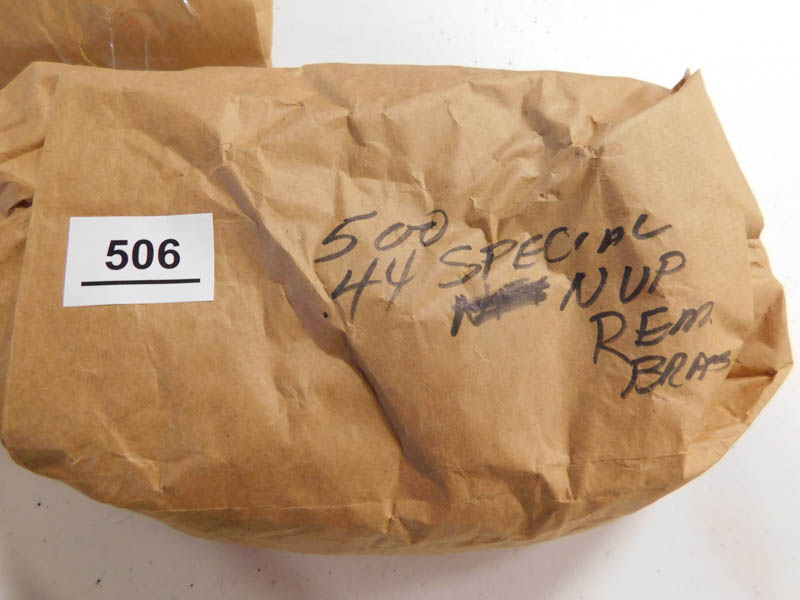 506
500
44 SPECIAL
NUP
REM.
BRASS